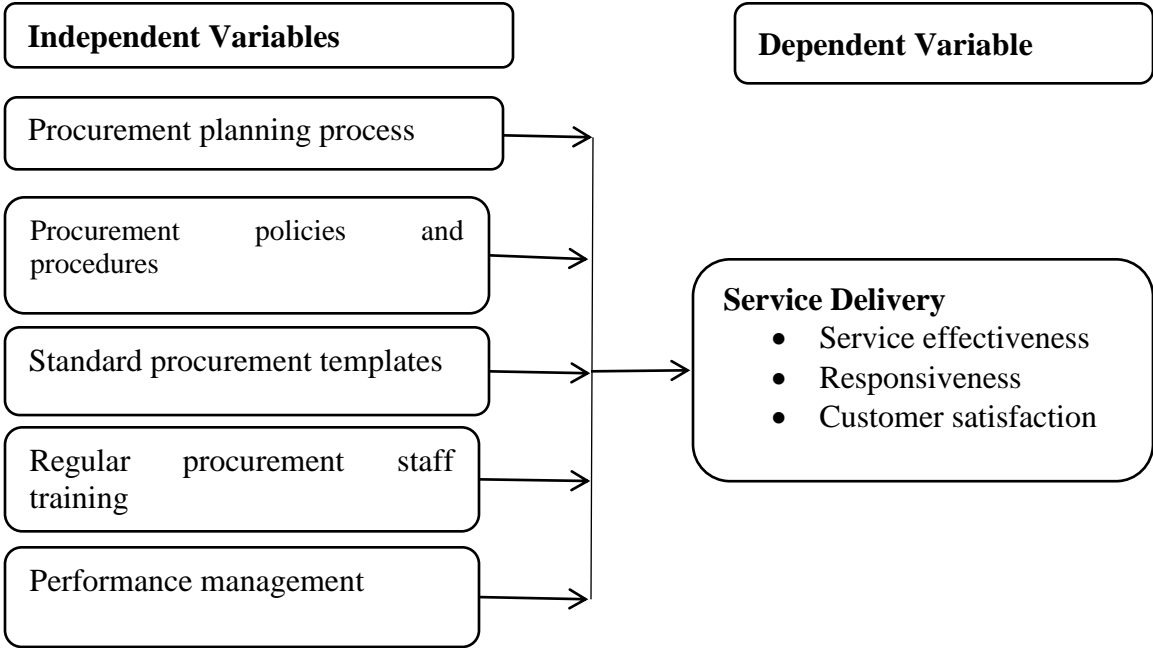 Independent Variables
Dependent Variable
Procurement planning process
Procurement policies and
procedures
Standard procurement templates
Regular procurement staff
training
Performance management
Service Delivery
• Service effectiveness
• Responsiveness
• Customer satisfaction